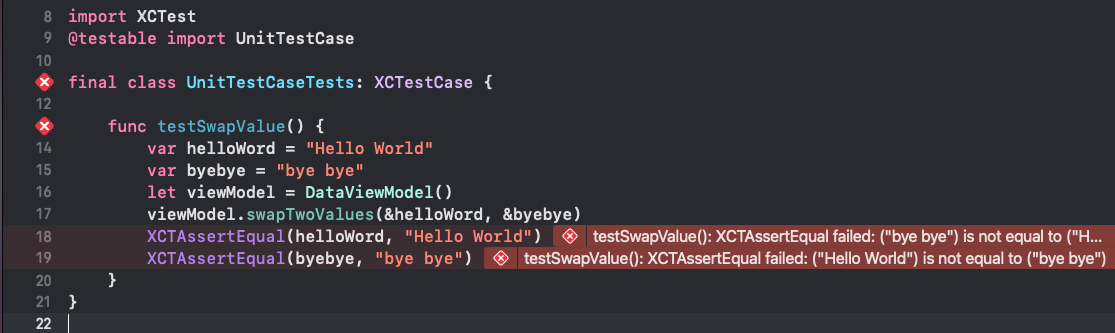 8 import XCTest
9 @testable import UnitTestCase
10
final class UnitTestCaseTests: XCTestCase {
12
func testSwapValue() {
14 var helloWord = "Hello World"
15 var byebye = "bye bye"
16 let viewModel = DataViewModel()
17 viewModel.swapTwoValues(&helloWord, &byebye)
18 XCTAssertEqual(helloWord, "Hello World") testSwapValue(): XCTAssertEqual failed: ("bye bye") is not equal to ("H...
19 XCTAssertEqual(byebye, "bye bye") testSwapValue(): XCTAssertEqual failed: ("Hello World") is not equal to ("bye bye")
20 }
21 }
22